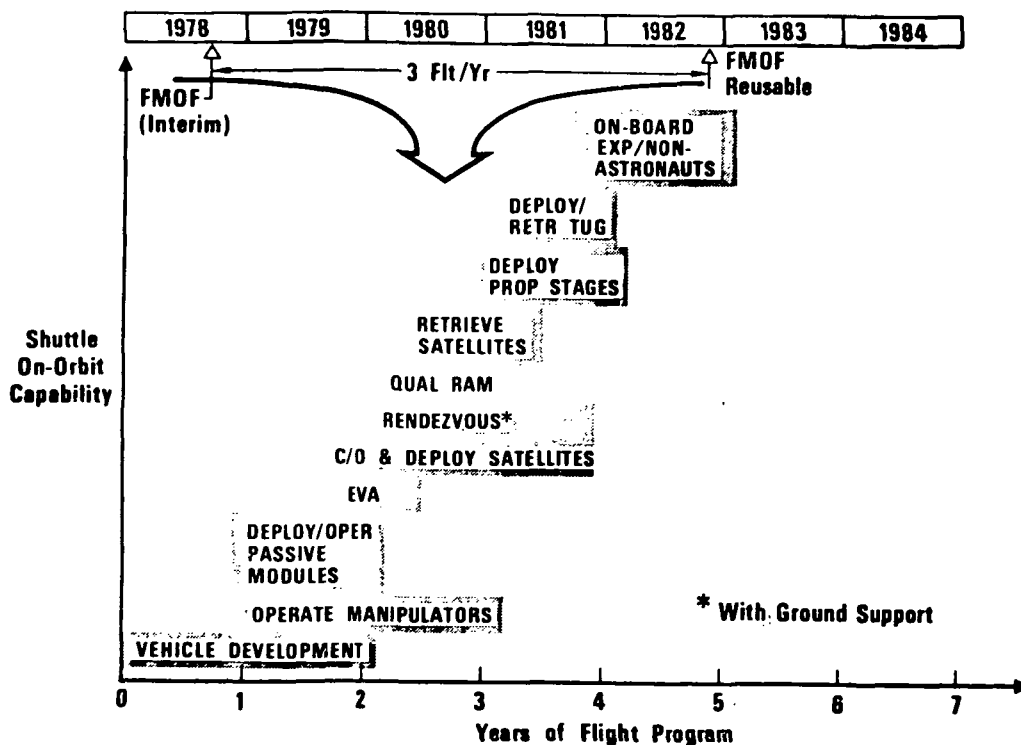 1978 1979 1980 1981 1982 1983 1984
3 Flt/Yr
FMOF
(Interim)
FMOF
Reusable
ON-BOARD
EXP/NON-
ASTRONAUTS
DEPLOY/
RETR TUG
DEPLOY
PROP STAGES
RETRIEVE
SATELLITES
QUAL RAM
RENDEZVOUS*
C/O & DEPLOY SATELLITES
EVA
DEPLOY/OPER
PASSIVE
MODULES
OPERATE MANIPULATORS
VEHICLE DEVELOPMENT
Shuttle
On-Orbit
Capability
* With Ground Support
0 1 2 3 4 5 6 7
Years of Flight Program